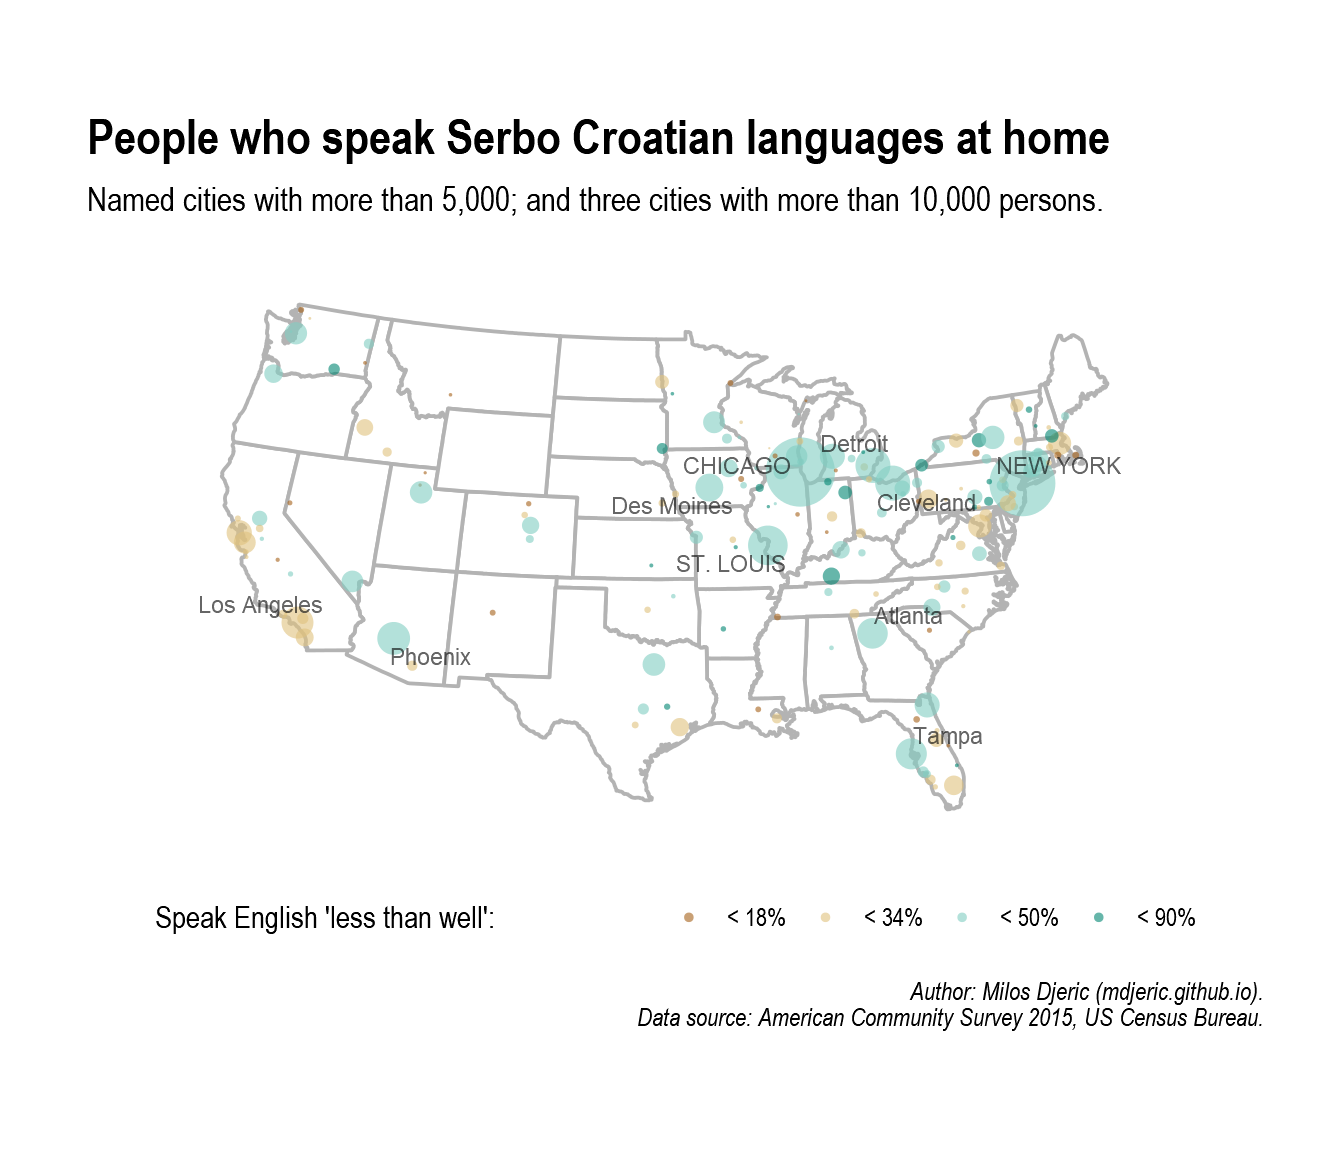 People who speak Serbo Croatian languages at home
Named cities with more than 5,000; and three cities with more than 10,000 persons.
Detroit
CHICAGO
NEW YORK
Des Moines
Cleveland
ST. LOUIS
Los Angeles
Atlanta
Phoenix
Tampa
Speak English 'less than well': < 18% < 34% < 50% < 90%
Author: Milos Djeric (mdjeric.github.io).
Data source: American Community Survey 2015, US Census Bureau.